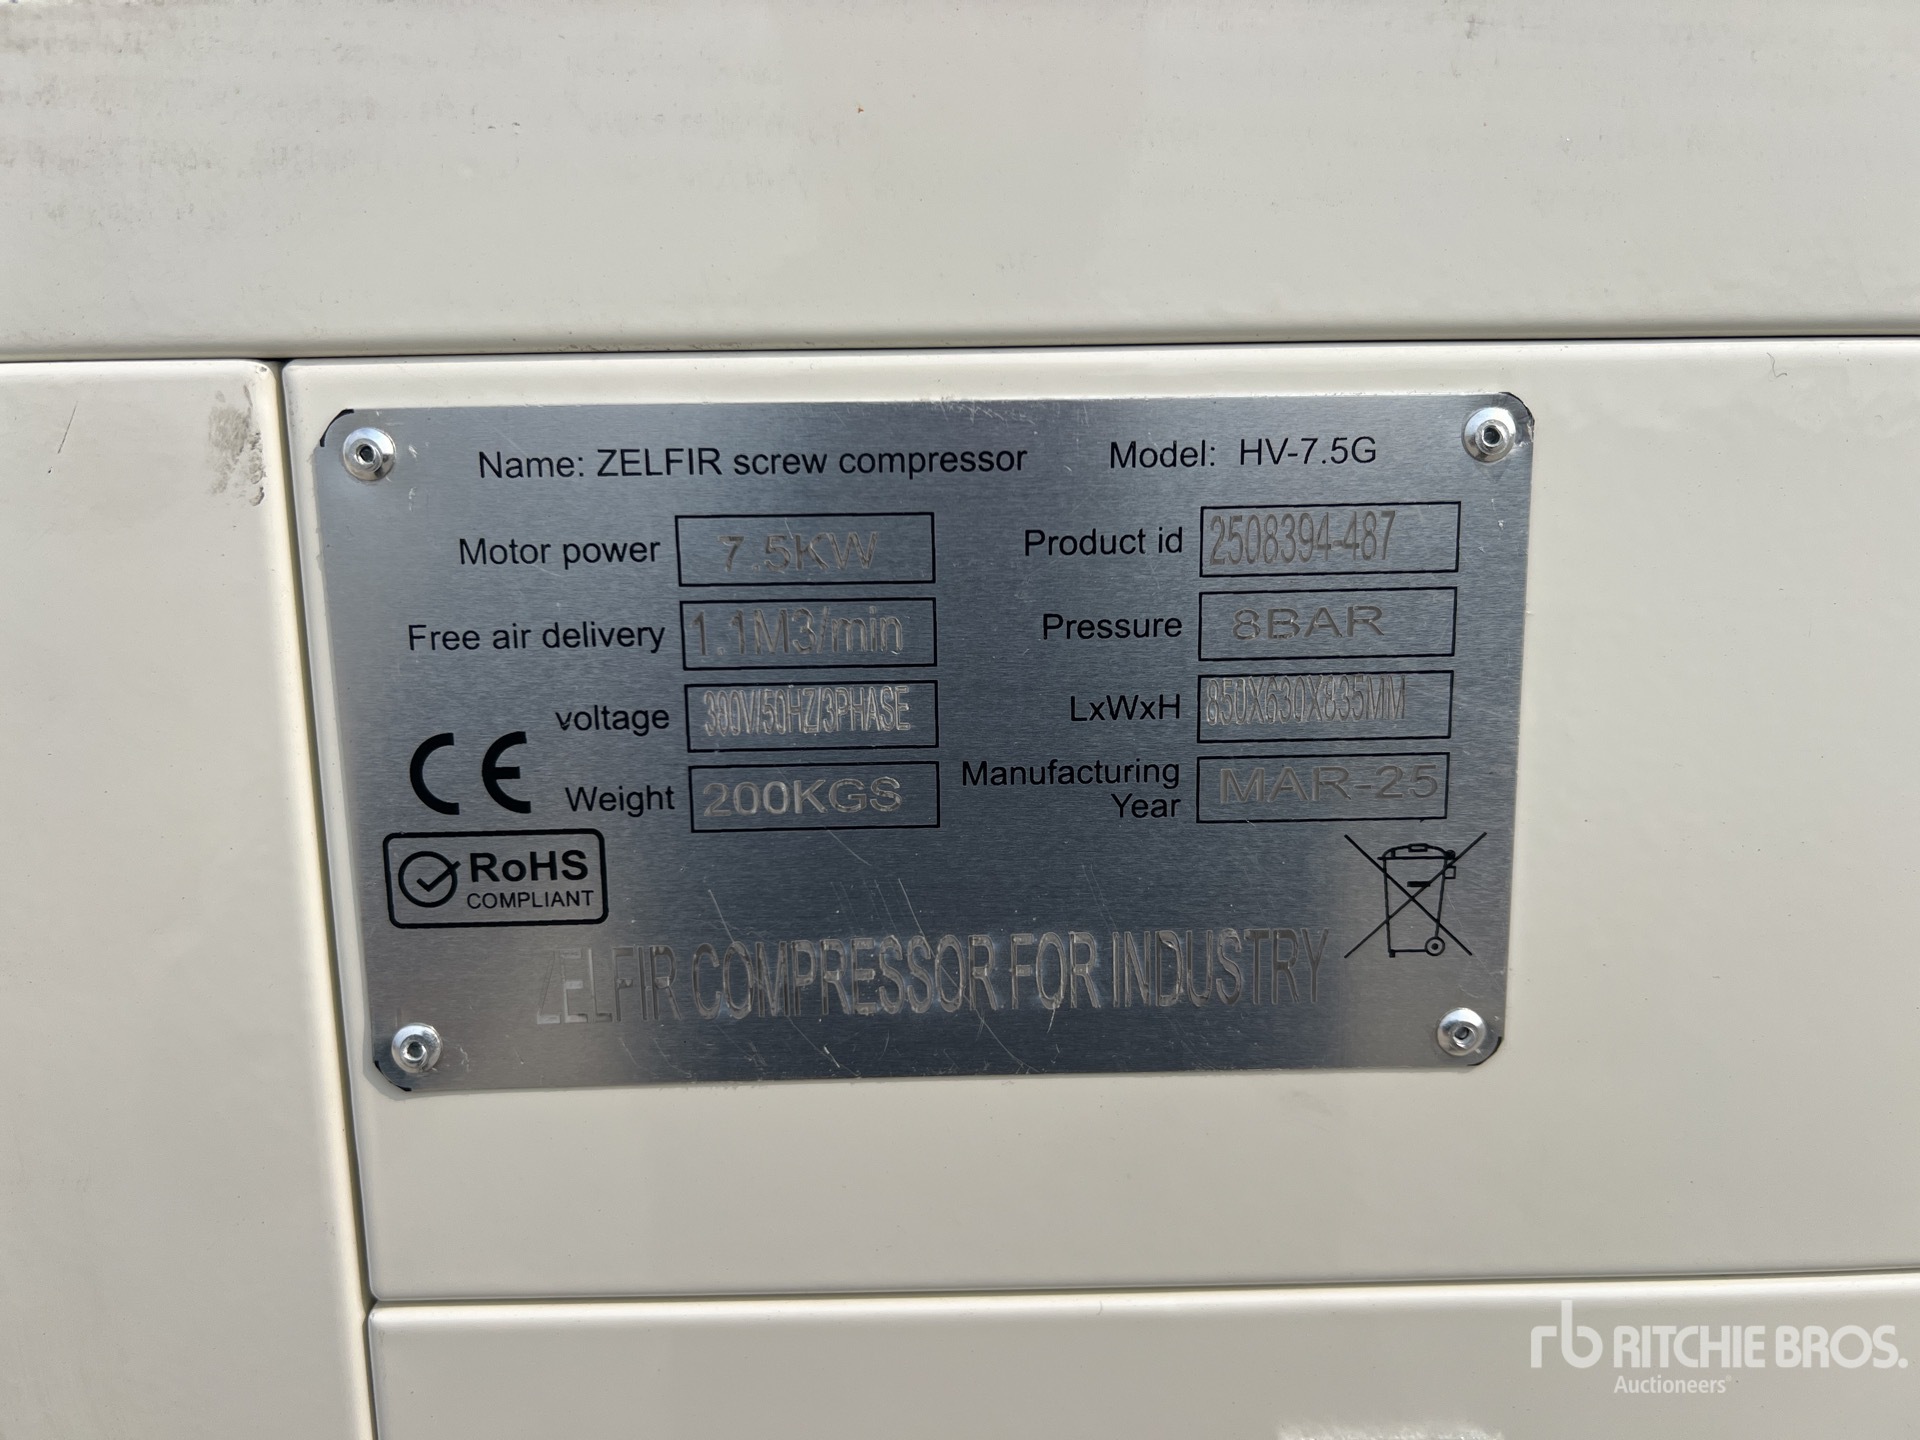 Name: ZELFIR screw compressor Model: HV-7.5G
Motor power 7.5KW Product id 2508394-487
Free air delivery 1.1M3/min Pressure 8BAR
voltage 380V/50HZ/3PHASE LxWxH 850X630X835MM
CE Weight 200KGS Manufacturing Year MAR-25
RoHS
COMPLIANT
ZELFIR COMPRESSOR FOR INDUSTRY
rb RITCHIE BROS.
Auctioneers